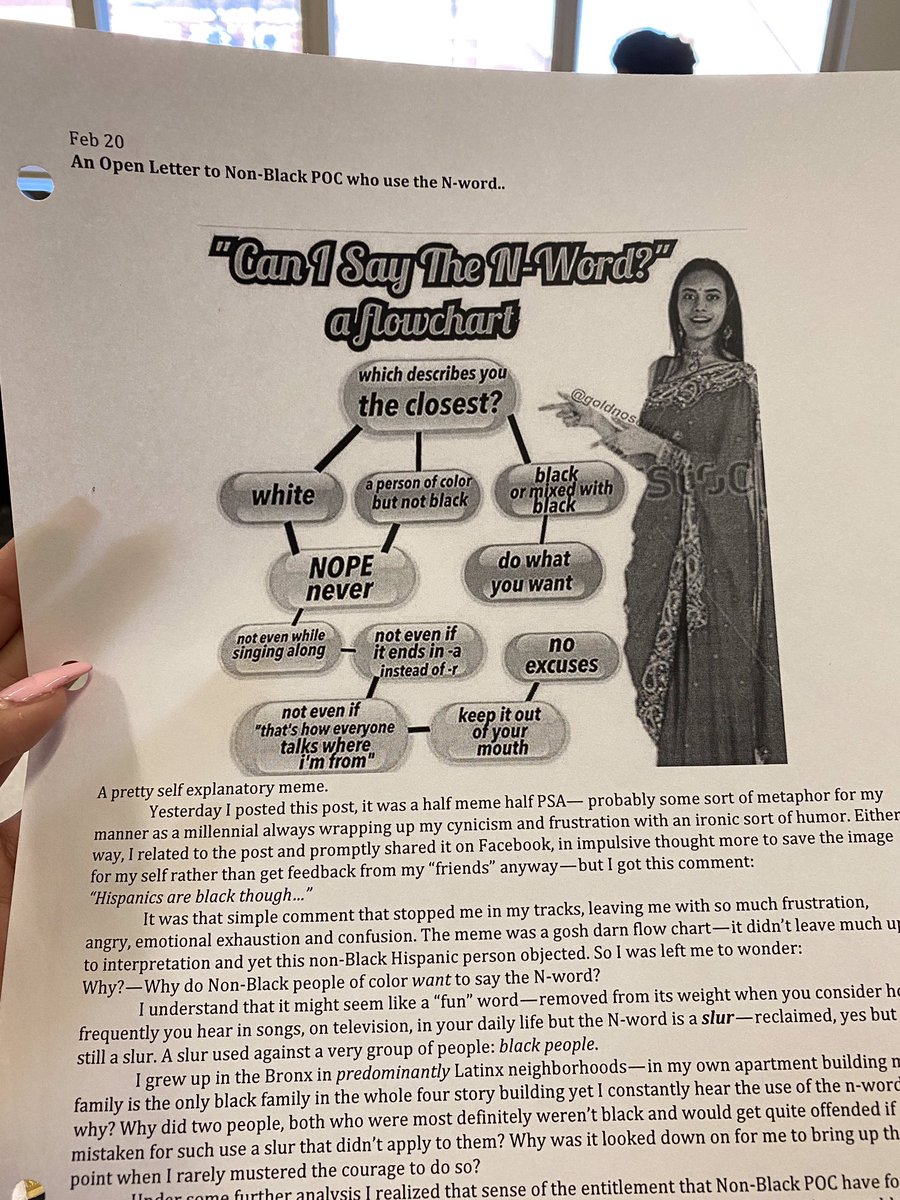 Feb 20
An Open Letter to Non-Black POC who use the N-word..
"Can I Say The N-Word?"
a flowchart
which describes you
the closest?
@goldnos
white
a person of color
but not black
black
or mixed with
black
NOPE
never
do what
you want
not even while
singing along
not even if
it ends in -a
instead of -r
no
excuses
not even if
"that's how everyone
talks where
i'm from"
keep it out
of your
mouth
A pretty self explanatory meme.
Yesterday I posted this post, it was a half meme half PSA— probably some sort of metaphor for my
manner as a millennial always wrapping up my cynicism and frustration with an ironic sort of humor. Either
way, I related to the post and promptly shared it on Facebook, in impulsive thought more to save the image
for my self rather than get feedback from my “friends” anyway—but I got this comment:
“Hispanics are black though…”
It was that simple comment that stopped me in my tracks, leaving me with so much frustration,
angry, emotional exhaustion and confusion. The meme was a gosh darn flow chart—it didn’t leave much up
to interpretation and yet this non-Black Hispanic person objected. So I was left me to wonder:
Why?—Why do Non-Black people of color want to say the N-word?
I understand that it might seem like a “fun” word—removed from its weight when you consider
frequently you hear in songs, on television, in your daily life but the N-word is a slur—reclaimed, yes but
still a slur. A slur used against a very group of people: black people.
I grew up in the Bronx in predominantly Latinx neighborhoods—in my own apartment building
family is the only black family in the whole four story building yet I constantly hear the use of the n-word
why? Why did two people, both who were most definitely weren’t black and would get quite offended if
mistaken for such use a slur that didn’t apply to them? Why was it looked down on for me to bring up
point when I rarely mustered the courage to do so?
Under some further analysis I realized that sense of the entitlement that Non-Black POC have